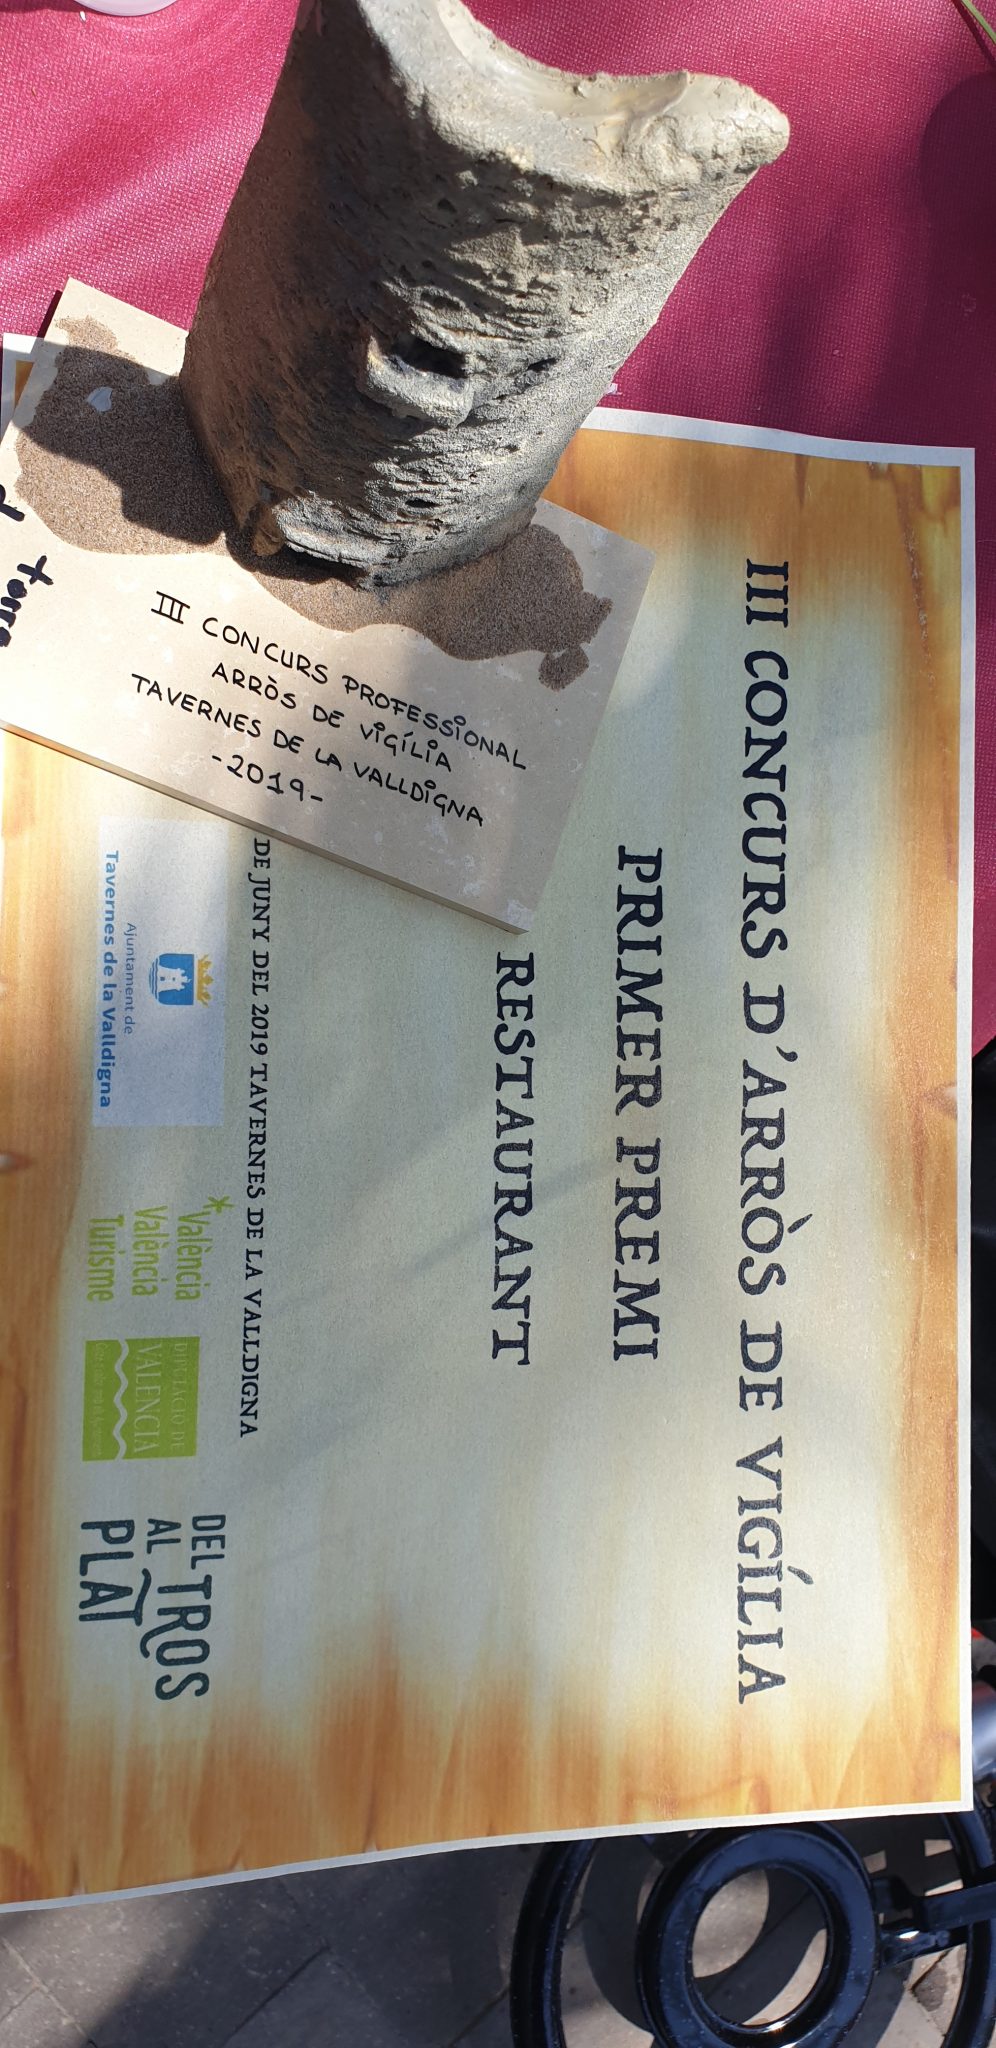 III CONCURS D'ARRÒS DE VIGÍLIA
PRIMER PREMI
RESTAURANT
DE JUNY DEL 2019 TAVERNES DE LA VALLDIGNA
Ajuntament de
Tavernes de la Valldigna
València
València
Turisme
DIPUTACIÓ DE
VALÈNCIA
DEL TROS
AL
PLAT
III CONCURS PROFESSIONAL
ARRÒS DE VIGÍLIA
TAVERNES DE LA VALLDIGNA
-2019-